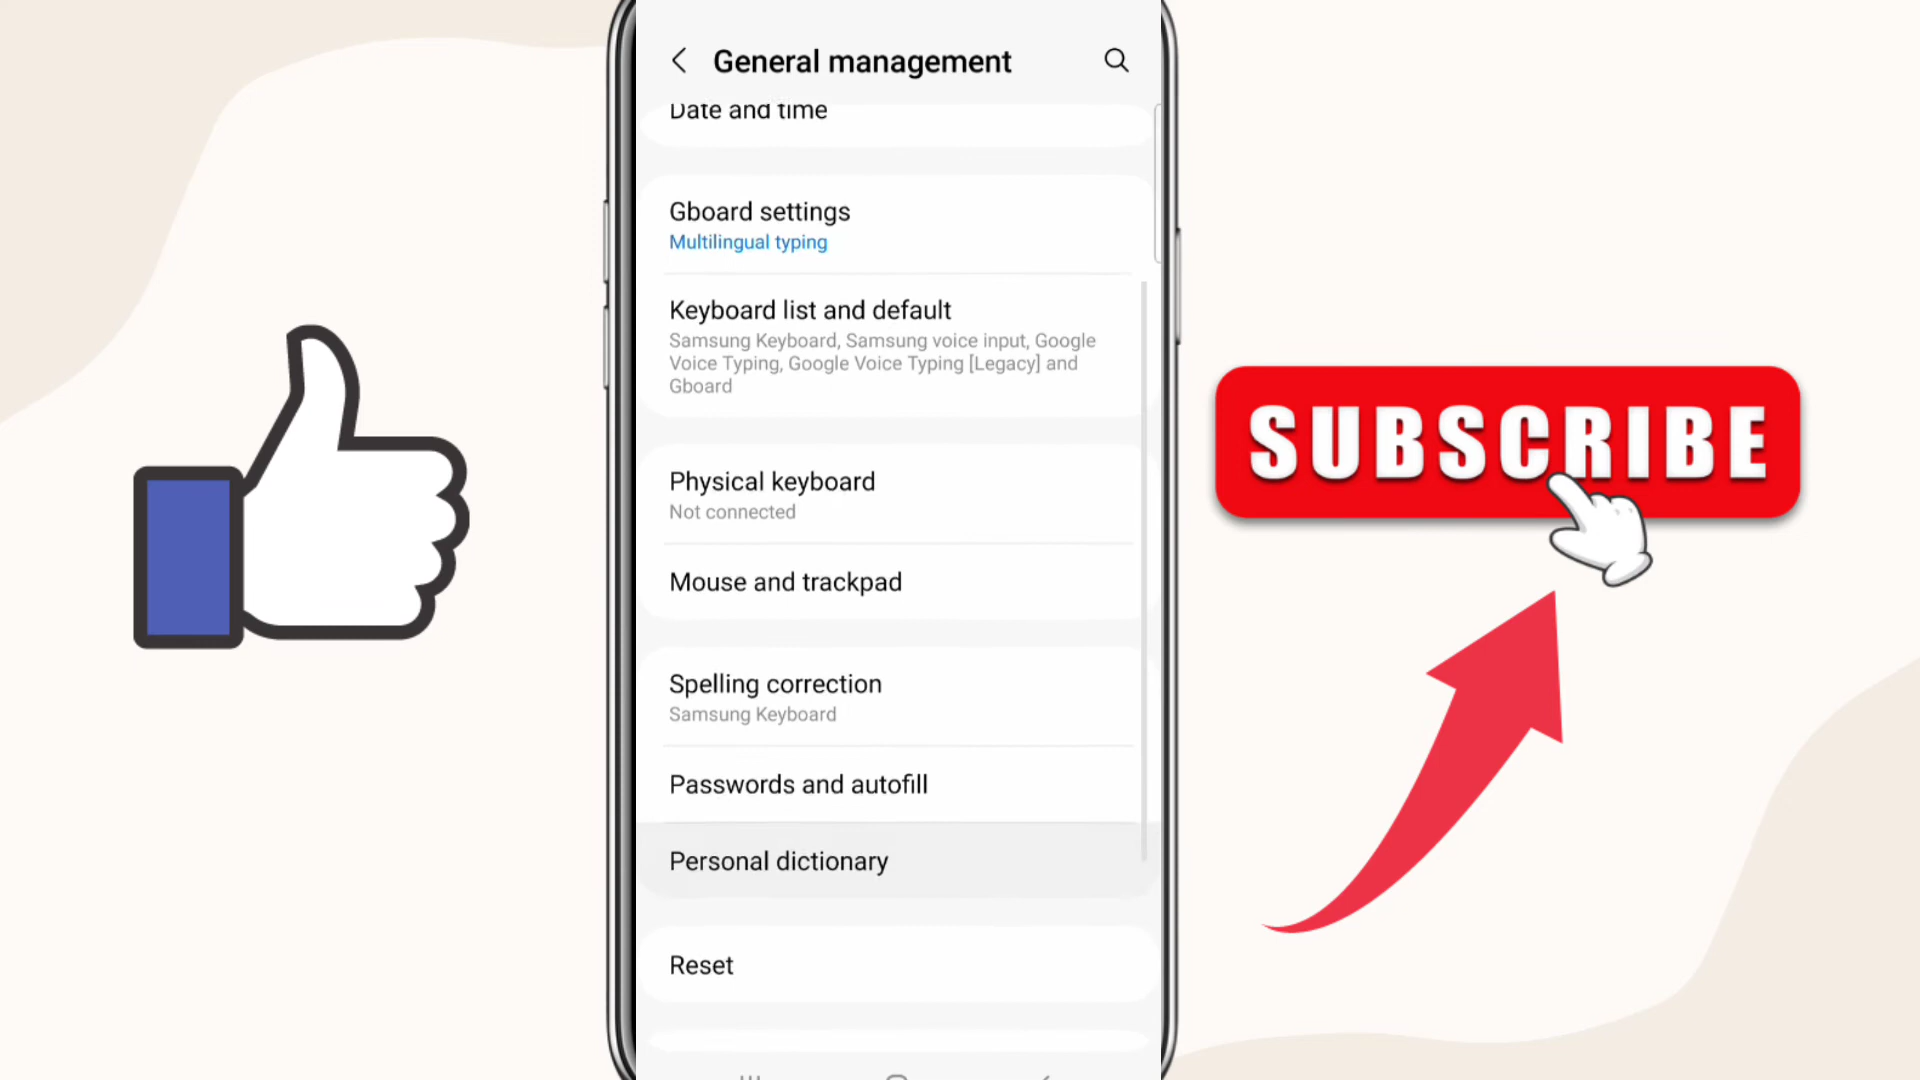 General management
Date and time
Gboard settings
Multilingual typing
Keyboard list and default
Samsung Keyboard, Samsung voice input, Google
Voice Typing, Google Voice Typing [Legacy] and
Gboard
Physical keyboard
Not connected
Mouse and trackpad
Spelling correction
Samsung Keyboard
Passwords and autofill
Personal dictionary
Reset
SUBSCRIBE